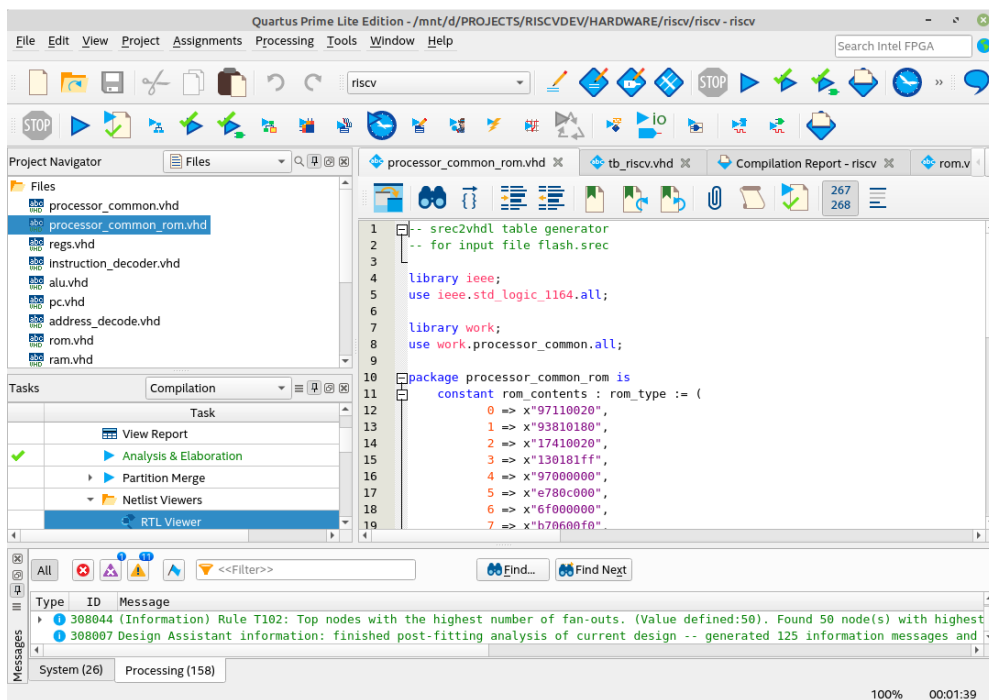 Quartus Prime Lite Edition - /mnt/d/PROJECTS/RISCVDEV/HARDWARE/riscv/riscv - riscv
File Edit View Project Assignments Processing Tools Window Help
Search Intel FPGA
riscv
STOP
»
STOP
io
Project Navigator
Files
processor_common_rom.vhd
tb_riscv.vhd
Compilation Report - riscv
rom.v
Files
processor_common.vhd
processor_common_rom.vhd
regs.vhd
instruction_decoder.vhd
alu.vhd
pc.vhd
address_decode.vhd
rom.vhd
ram.vhd
267
268
1 -- srec2vhdl table generator
2 -- for input file flash.srec
3
4 library ieee;
5 use ieee.std_logic_1164.all;
6
7 library work;
8 use work.processor_common.all;
9
10 package processor_common_rom is
11 constant rom_contents : rom_type := (
12 0 => x"97110020",
13 1 => x"93810180",
14 2 => x"17410020",
15 3 => x"130181ff",
16 4 => x"97000000",
17 5 => x"e780c000",
18 6 => x"6f000000",
19 7 => x"b70600f0",
Tasks
Compilation
Task
View Report
Analysis & Elaboration
Partition Merge
Netlist Viewers
RTL Viewer
All
1
11
<<Filter>>
Find...
Find Next
Type ID Message
308044 (Information) Rule T102: Top nodes with the highest number of fan-outs. (Value defined:50). Found 50 node(s) with highest
308007 Design Assistant information: finished post-fitting analysis of current design -- generated 125 information messages and
Messages
System (26)
Processing (158)
100% 00:01:39